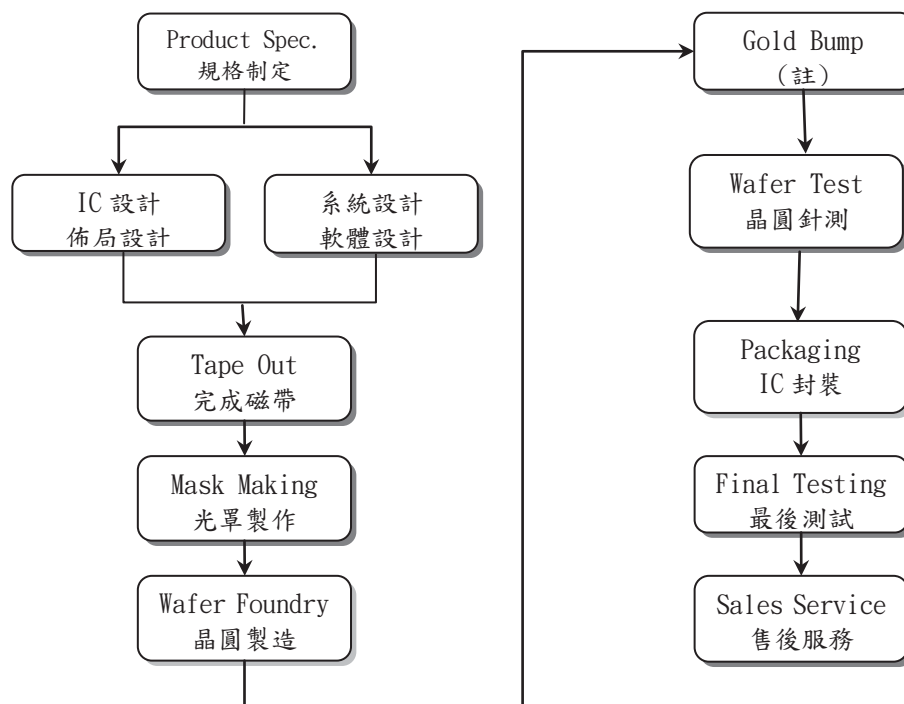 Product Spec.
規格制定
IC 設計
佈局設計
系統設計
軟體設計
Tape Out
完成磁帶
Mask Making
光罩製作
Wafer Foundry
晶圓製造
Gold Bump
（註）
Wafer Test
晶圓針測
Packaging
IC 封裝
Final Testing
最後測試
Sales Service
售後服務